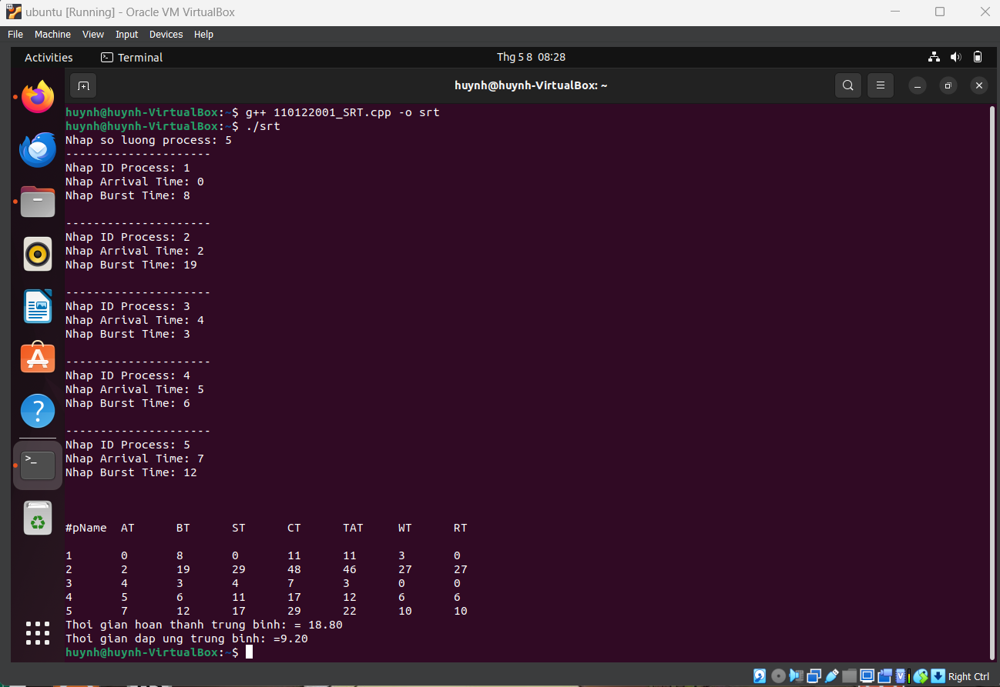 ubuntu [Running] - Oracle VM VirtualBox
File Machine View Input Devices Help
Activities Terminal Thg 5 8 08:28
huynh@huynh-VirtualBox: ~
huynh@huynh-VirtualBox:~$ g++ 110122001_SRT.cpp -o srt
huynh@huynh-VirtualBox:~$ ./srt
Nhap so luong process: 5
---------------------
Nhap ID Process: 1
Nhap Arrival Time: 0
Nhap Burst Time: 8
---------------------
Nhap ID Process: 2
Nhap Arrival Time: 2
Nhap Burst Time: 19
---------------------
Nhap ID Process: 3
Nhap Arrival Time: 4
Nhap Burst Time: 3
---------------------
Nhap ID Process: 4
Nhap Arrival Time: 5
Nhap Burst Time: 6
---------------------
Nhap ID Process: 5
Nhap Arrival Time: 7
Nhap Burst Time: 12
#pName AT BT ST CT TAT WT RT
1 0 8 0 11 11 3 0
2 2 19 29 48 46 27 27
3 4 3 4 7 3 0 0
4 5 6 11 17 12 6 6
5 7 12 17 29 22 10 10
Thoi gian hoan thanh trung binh: = 18.80
Thoi gian dap ung trung binh: =9.20
huynh@huynh-VirtualBox:~$
Right Ctrl